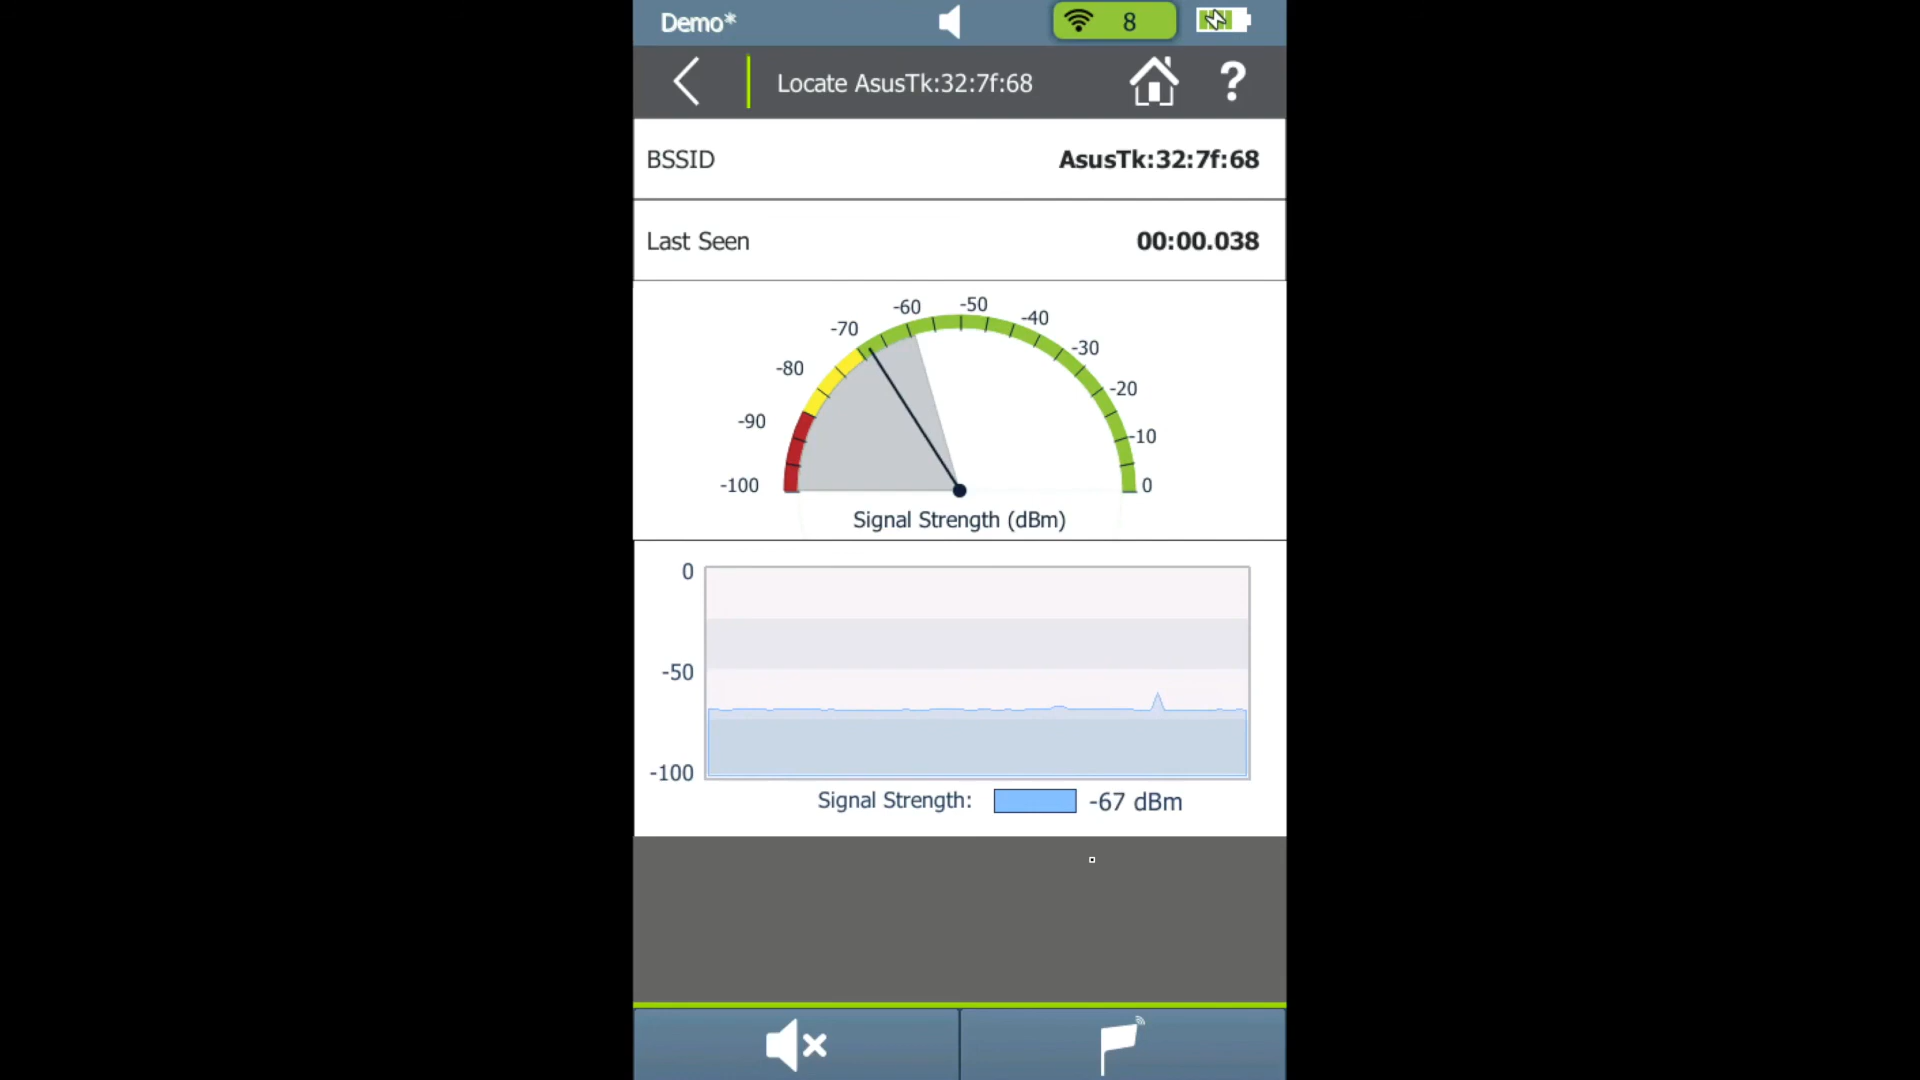 Demo*
8
Locate AsusTk:32:7f:68
?
BSSID AsusTk:32:7f:68
Last Seen 00:00.038
-100
-90
-80
-70
-60
-50
-40
-30
-20
-10
0
Signal Strength (dBm)
0
-50
-100
Signal Strength: -67 dBm